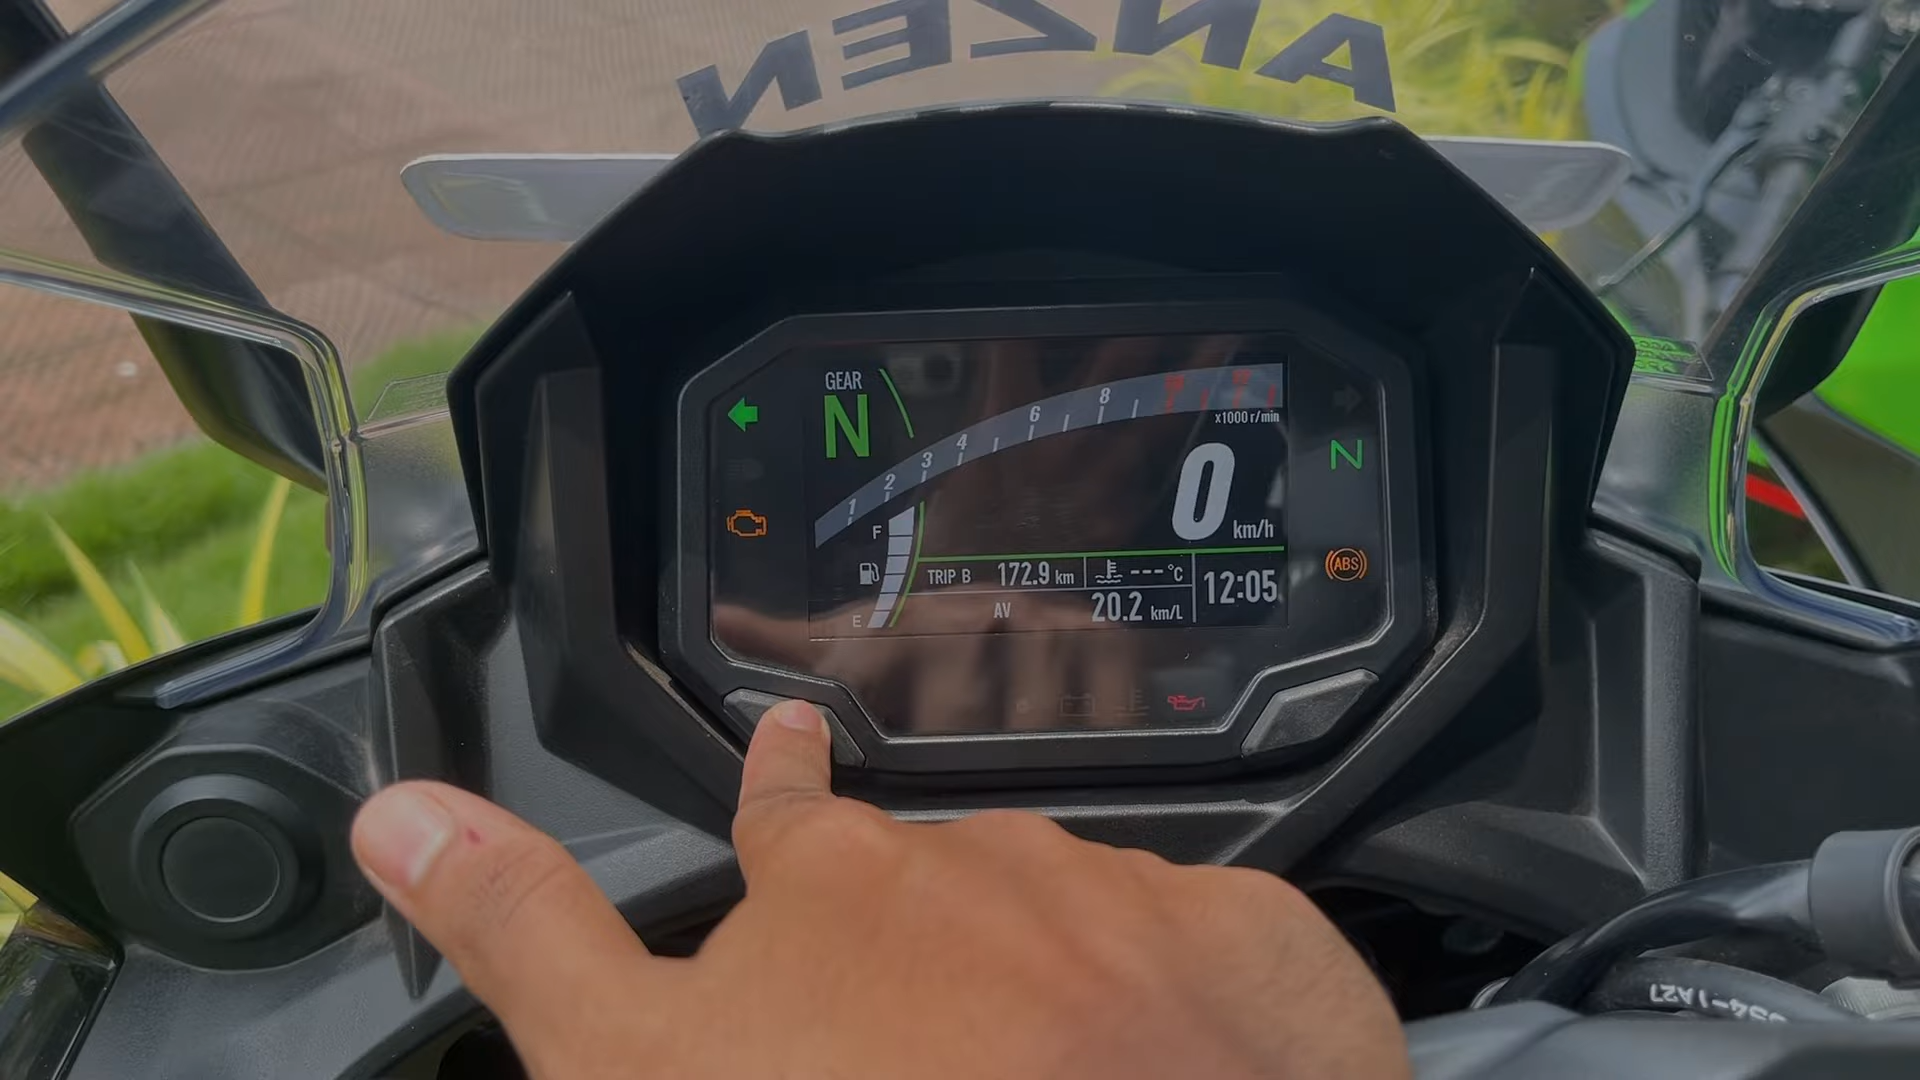 ANZEN
GEAR
N
1 2 3 4 6 8
x1000 r/min
0 km/h
N
F
E
TRIP B 172.9 km
--- °C
12:05
AV 20.2 km/L
ABS